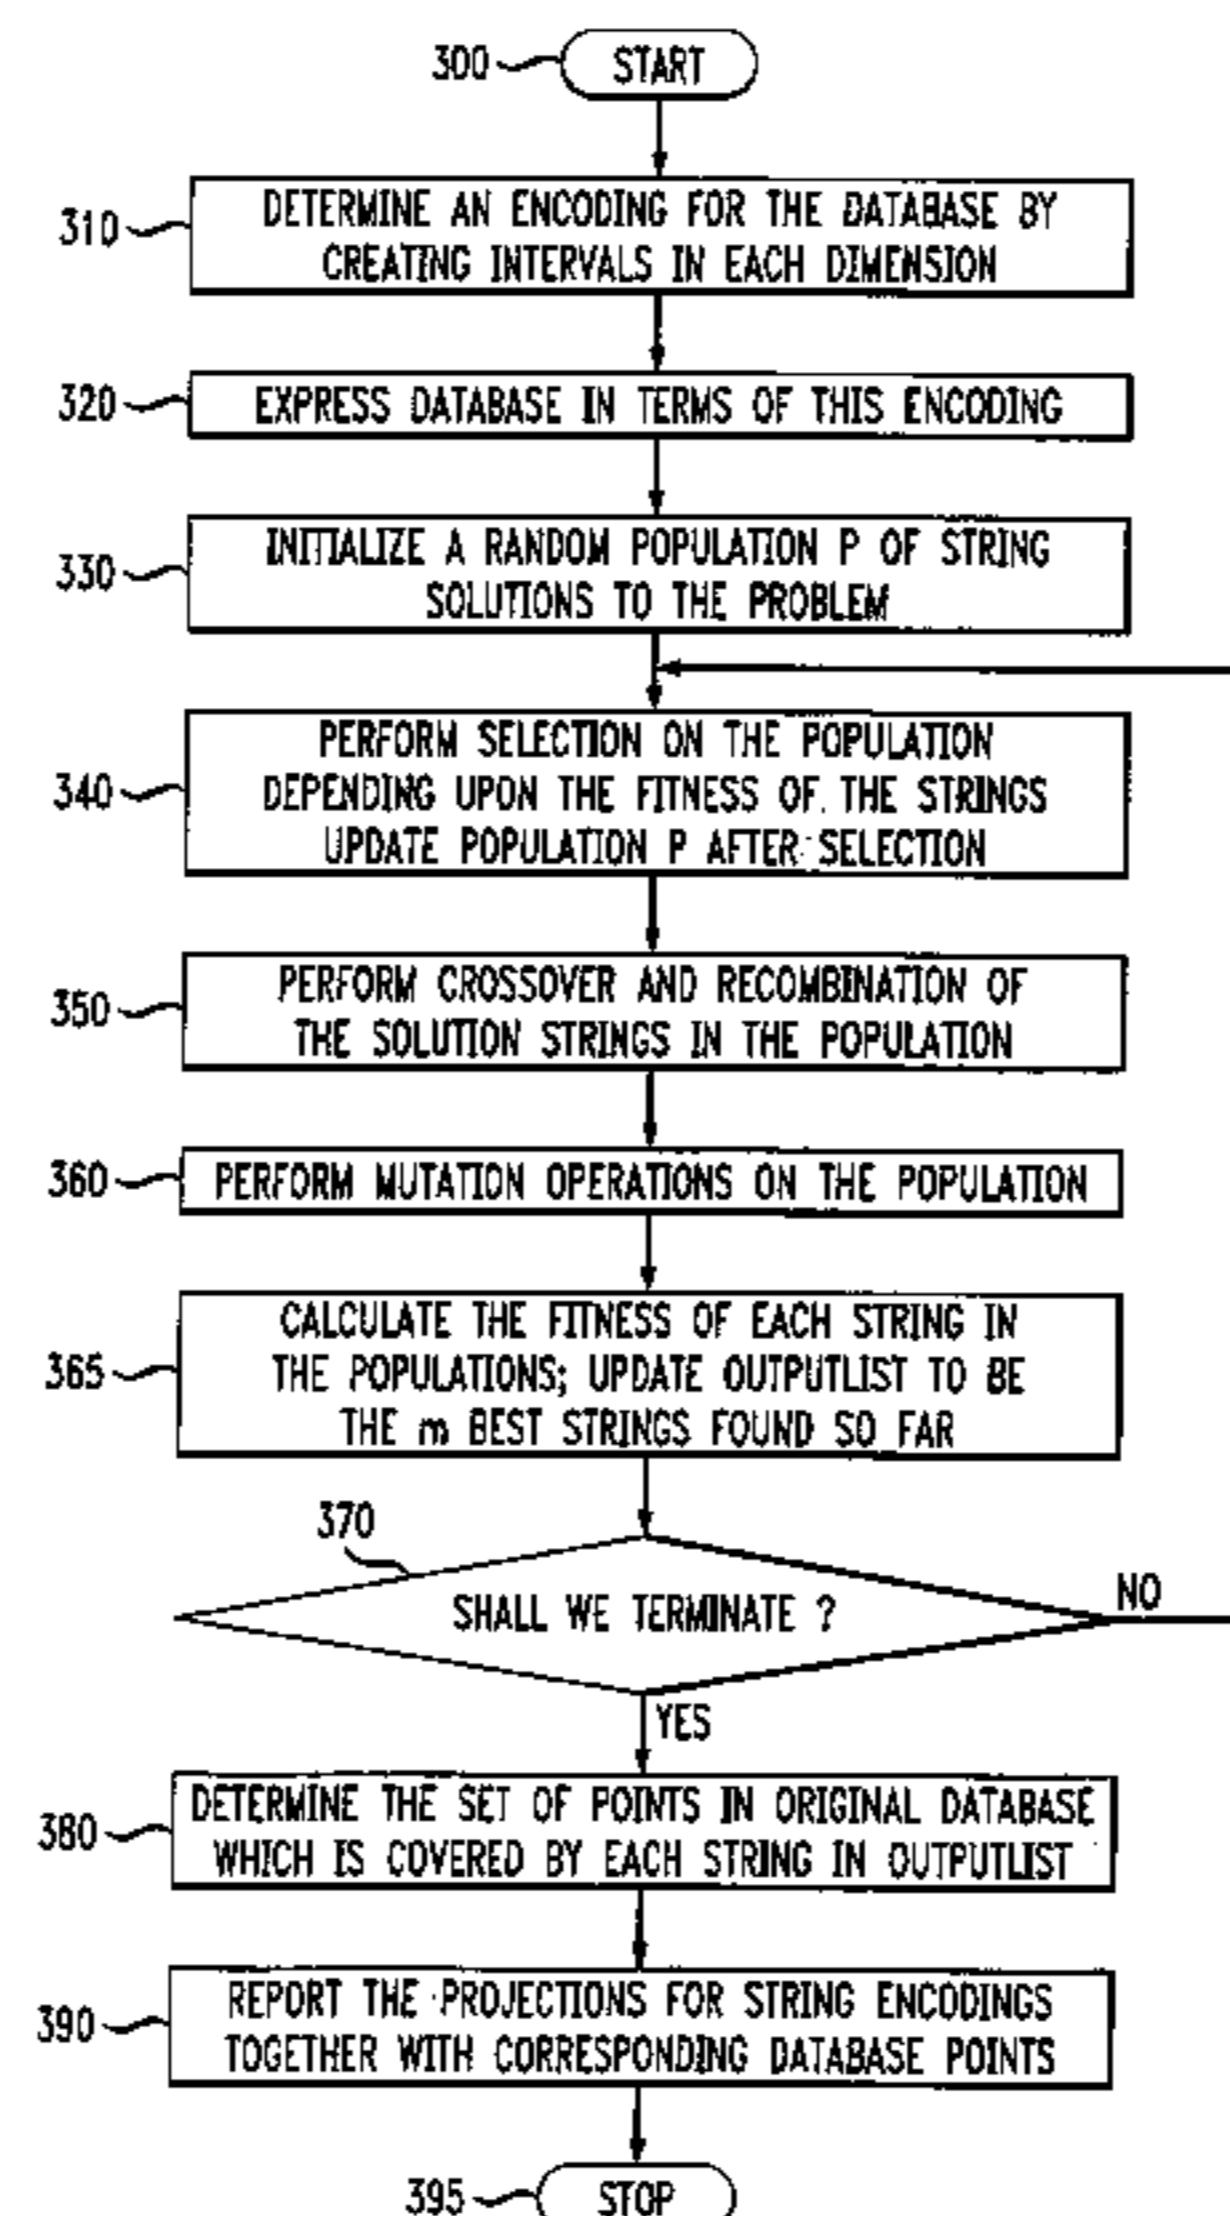 300
START
310
DETERMINE AN ENCODING FOR THE DATABASE BY
CREATING INTERVALS IN EACH DIMENSION
320
EXPRESS DATABASE IN TERMS OF THIS ENCODING
330
INITIALIZE A RANDOM POPULATION P OF STRING
SOLUTIONS TO THE PROBLEM
340
PERFORM SELECTION ON THE POPULATION
DEPENDING UPON THE FITNESS OF THE STRINGS
UPDATE POPULATION P AFTER SELECTION
350
PERFORM CROSSOVER AND RECOMBINATION OF
THE SOLUTION STRINGS IN THE POPULATION
360
PERFORM MUTATION OPERATIONS ON THE POPULATION
365
CALCULATE THE FITNESS OF EACH STRING IN
THE POPULATIONS; UPDATE OUTPUTLIST TO BE
THE m BEST STRINGS FOUND SO FAR
370
SHALL WE TERMINATE ?
NO
YES
380
DETERMINE THE SET OF POINTS IN ORIGINAL DATABASE
WHICH IS COVERED BY EACH STRING IN OUTPUTLIST
390
REPORT THE PROJECTIONS FOR STRING ENCODINGS
TOGETHER WITH CORRESPONDING DATABASE POINTS
395
STOP